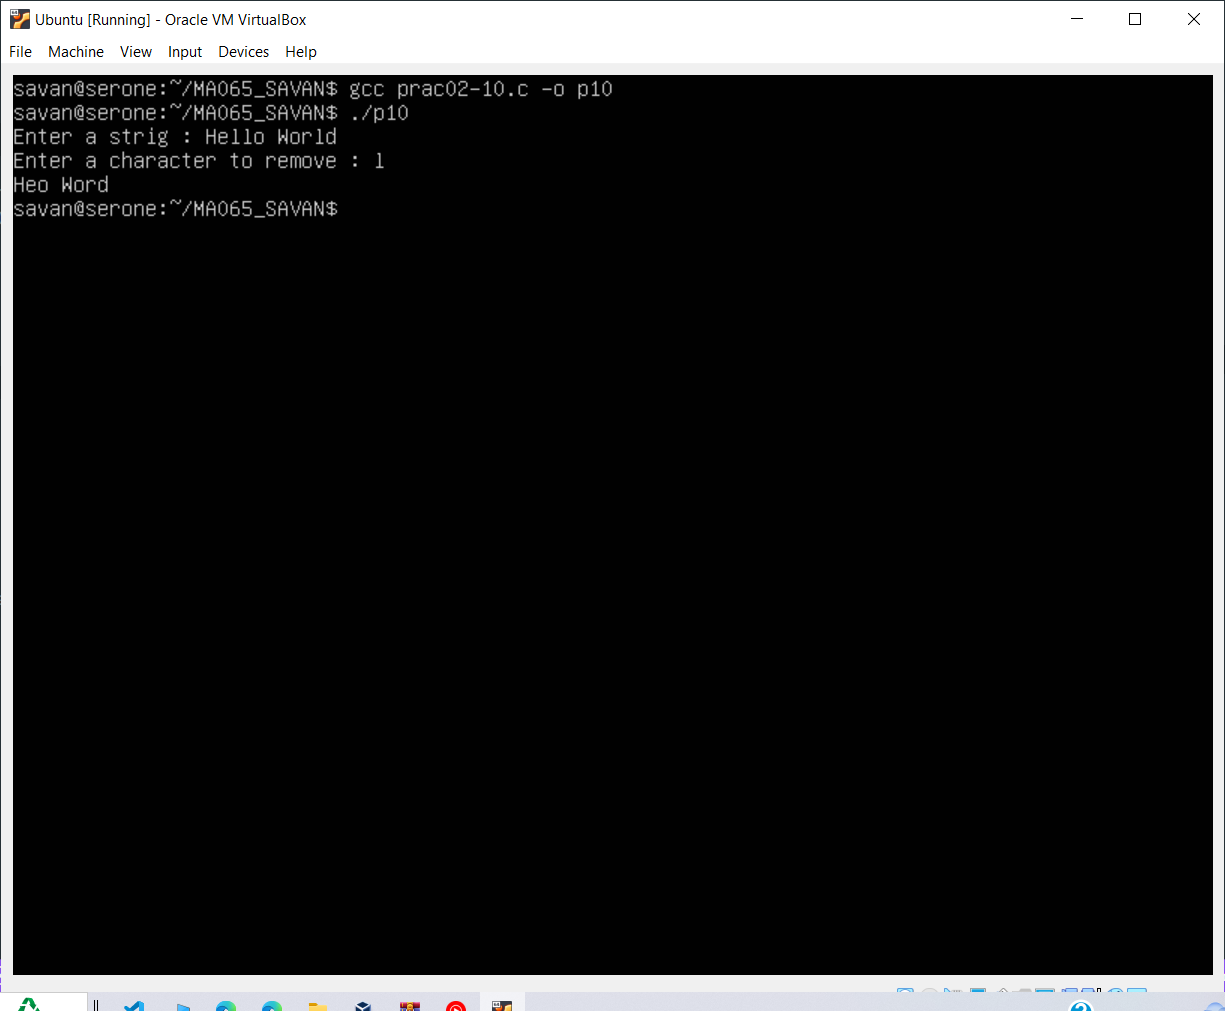 Ubuntu [Running] - Oracle VM VirtualBox
File Machine View Input Devices Help
savan@serone:~/MA065_SAVAN$ gcc prac02-10.c -o p10
savan@serone:~/MA065_SAVAN$ ./p10
Enter a strig : Hello World
Enter a character to remove : l
Heo Word
savan@serone:~/MA065_SAVAN$